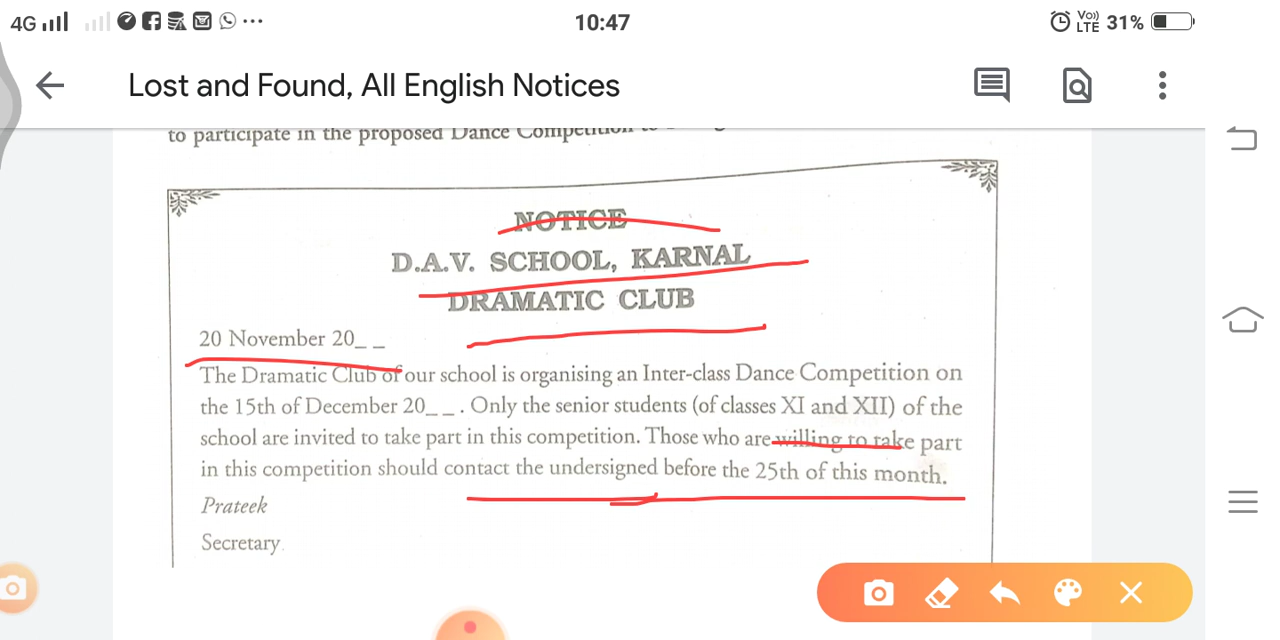 4G 10:47 Vo)) LTE 31%
Lost and Found, All English Notices
to participate in the proposed Dance Competition to
NOTICE
D.A.V. SCHOOL, KARNAL
DRAMATIC CLUB
20 November 20_ _
The Dramatic Club of our school is organising an Inter-class Dance Competition on
the 15th of December 20_ _ . Only the senior students (of classes XI and XII) of the
school are invited to take part in this competition. Those who are willing to take part
in this competition should contact the undersigned before the 25th of this month.
Prateek
Secretary